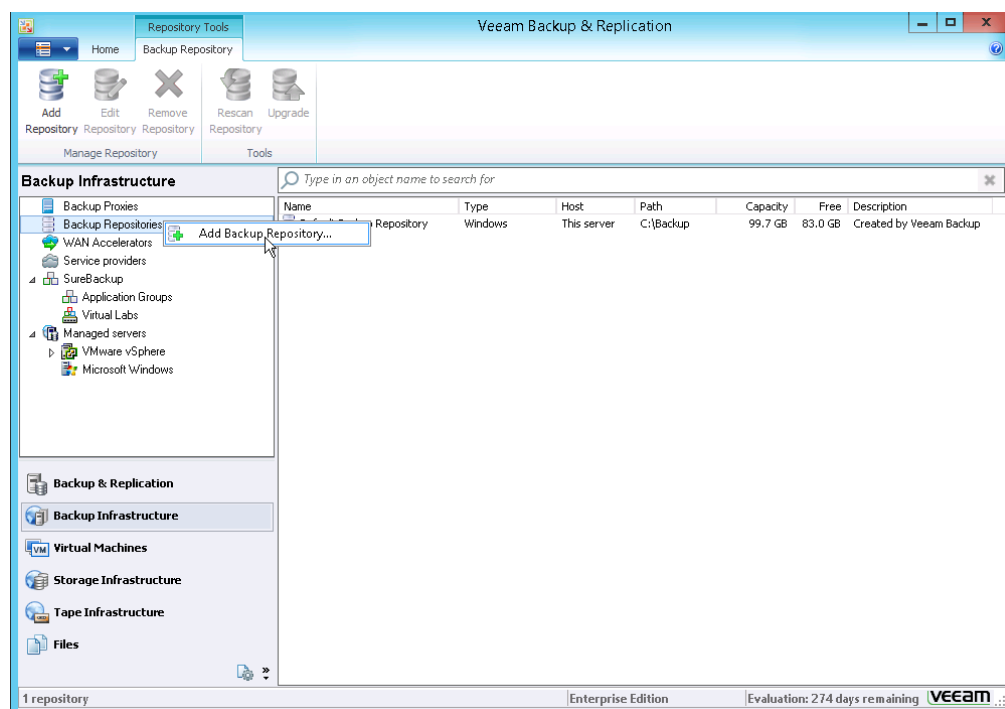 Repository Tools
Veeam Backup & Replication
Home
Backup Repository
Add Repository
Edit Repository
Remove Repository
Rescan Repository
Upgrade
Manage Repository
Tools
Backup Infrastructure
Type in an object name to search for
Backup Proxies
Backup Repositories
Add Backup Repository...
WAN Accelerators
Service providers
SureBackup
Application Groups
Virtual Labs
Managed servers
VMware vSphere
Microsoft Windows
Name Type Host Path Capacity Free Description
Repository Windows This server C:\Backup 99.7 GB 83.0 GB Created by Veeam Backup
Backup & Replication
Backup Infrastructure
VM
Virtual Machines
Storage Infrastructure
Tape Infrastructure
Files
1 repository
Enterprise Edition
Evaluation: 274 days remaining
veeam